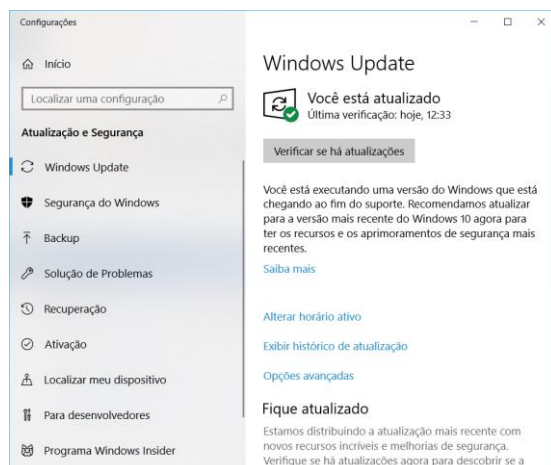 Configurações
Início
Localizar uma configuração
Atualização e Segurança
Windows Update
Segurança do Windows
Backup
Solução de Problemas
Recuperação
Ativação
Localizar meu dispositivo
Para desenvolvedores
Programa Windows Insider
Windows Update
Você está atualizado
Última verificação: hoje, 12:33
Verificar se há atualizações
Você está executando uma versão do Windows que está
chegando ao fim do suporte. Recomendamos atualizar
para a versão mais recente do Windows 10 agora para
ter os recursos e os aprimoramentos de segurança mais
recentes.
Saiba mais
Alterar horário ativo
Exibir histórico de atualização
Opções avançadas
Fique atualizado
Estamos distribuindo a atualização mais recente com
novos recursos incríveis e melhorias de segurança.
Verifique se há atualizações agora para descobrir se a